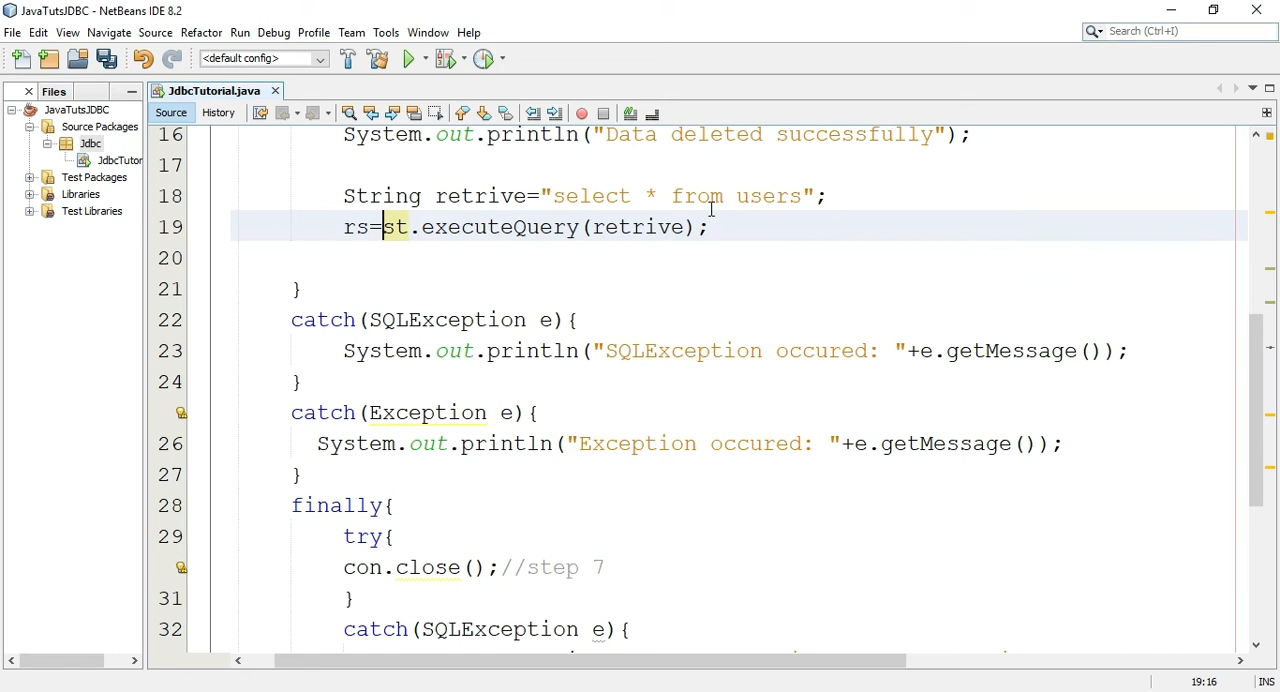 JavaTutsJDBC - NetBeans IDE 8.2
File Edit View Navigate Source Refactor Run Debug Profile Team Tools Window Help
Search (Ctrl+I)
<default config>
Files
JdbcTutorial.java
JavaTutsJDBC
Source Packages
Jdbc
JdbcTutor
Test Packages
Libraries
Test Libraries
Source History
16 System.out.println("Data deleted successfully");
17
18 String retrive="select * from users";
19 rs=st.executeQuery(retrive);
20
21 }
22 catch(SQLException e){
23 System.out.println("SQLException occured: "+e.getMessage());
24 }
catch(Exception e){
26 System.out.println("Exception occured: "+e.getMessage());
27 }
28 finally{
29 try{
con.close();//step 7
31 }
32 catch(SQLException e){
19:16 INS